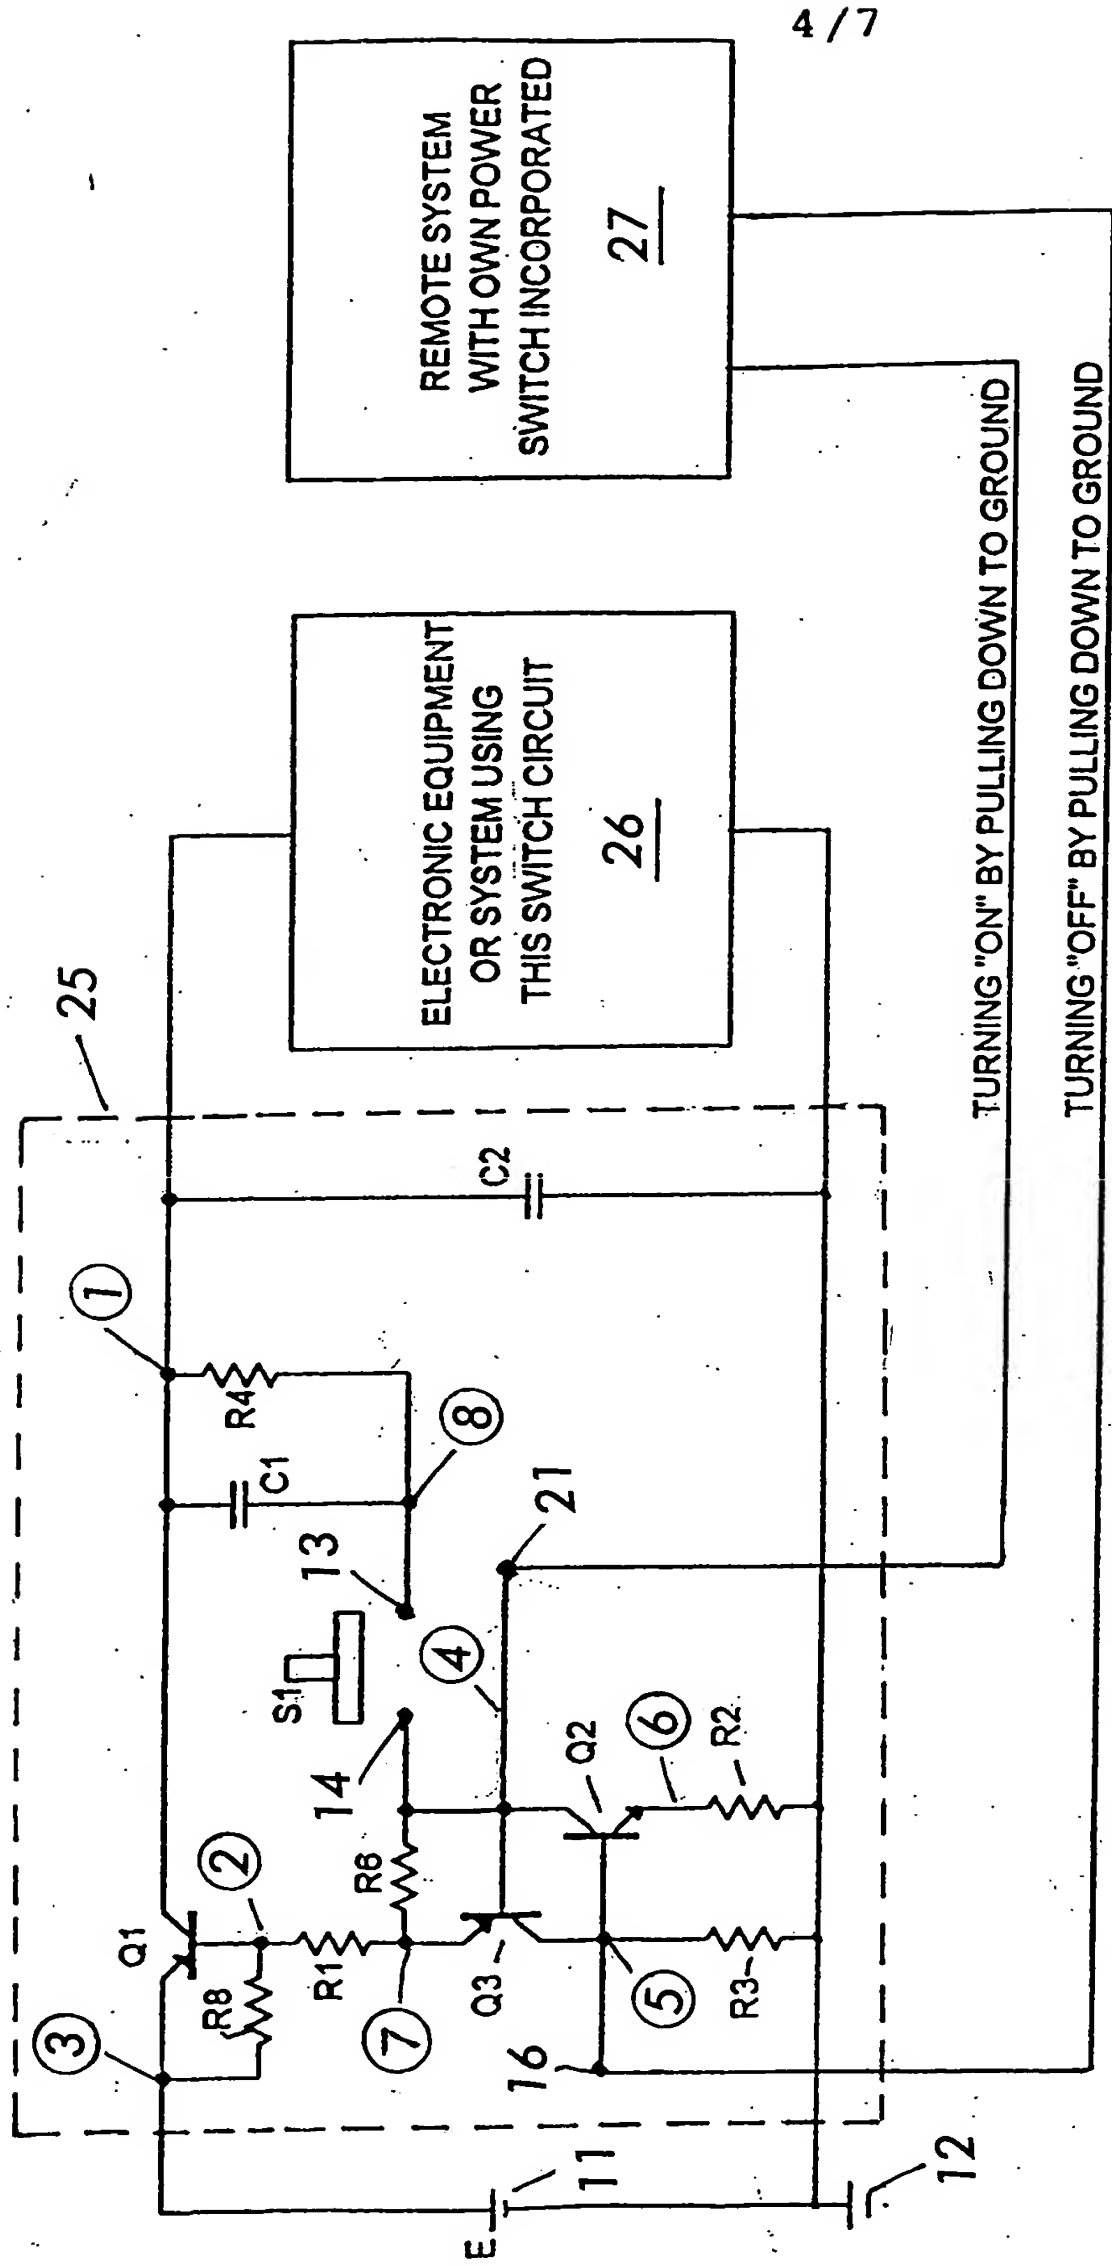 4/7
REMOTE SYSTEM
WITH OWN POWER
SWITCH INCORPORATED
27
ELECTRONIC EQUIPMENT
OR SYSTEM USING
THIS SWITCH CIRCUIT
26
25
1
R4
C1
8
C2
S1
13
14
4
21
Q1
2
R8
3
R1
R6
7
Q3
Q2
6
R2
5
R3
16
E
11
12
TURNING "ON" BY PULLING DOWN TO GROUND
TURNING "OFF" BY PULLING DOWN TO GROUND